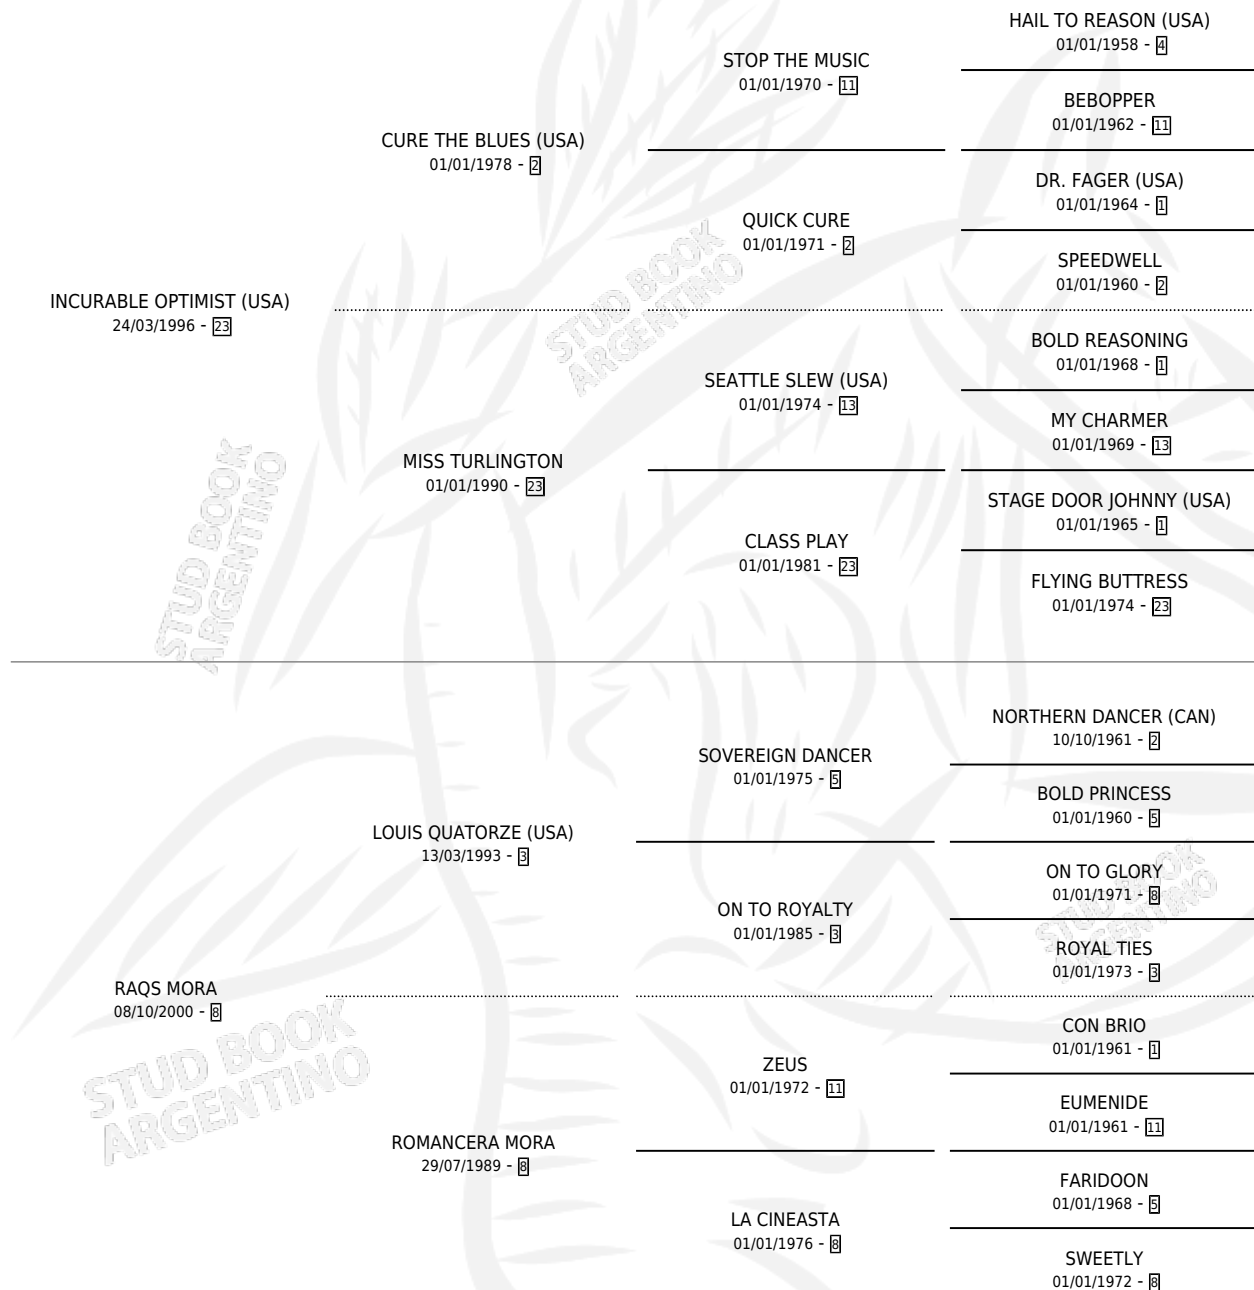 HAIL TO REASON (USA)
01/01/1958 - 4
STOP THE MUSIC
01/01/1970 - 11
BEBOPPER
01/01/1962 - 11
CURE THE BLUES (USA)
01/01/1978 - 2
DR. FAGER (USA)
01/01/1964 - 1
QUICK CURE
01/01/1971 - 2
SPEEDWELL
01/01/1960 - 2
INCURABLE OPTIMIST (USA)
24/03/1996 - 23
BOLD REASONING
01/01/1968 - 1
SEATTLE SLEW (USA)
01/01/1974 - 13
MY CHARMER
01/01/1969 - 13
MISS TURLINGTON
01/01/1990 - 23
STAGE DOOR JOHNNY (USA)
01/01/1965 - 1
CLASS PLAY
01/01/1981 - 23
FLYING BUTTRESS
01/01/1974 - 23
NORTHERN DANCER (CAN)
10/10/1961 - 2
SOVEREIGN DANCER
01/01/1975 - 5
BOLD PRINCESS
01/01/1960 - 5
LOUIS QUATORZE (USA)
13/03/1993 - 3
ON TO GLORY
01/01/1971 - 8
ON TO ROYALTY
01/01/1985 - 3
ROYAL TIES
01/01/1973 - 3
RAQS MORA
08/10/2000 - 8
CON BRIO
01/01/1961 - 1
ZEUS
01/01/1972 - 11
EUMENIDE
01/01/1961 - 11
ROMANCERA MORA
29/07/1989 - 8
FARIDOON
01/01/1968 - 5
LA CINEASTA
01/01/1976 - 8
SWEETLY
01/01/1972 - 8
STUD BOOK
ARGENTINO
STUD BOOK
ARGENTINO
STUD BOOK
ARGENTINO
STUD BOOK
ARGENTINO